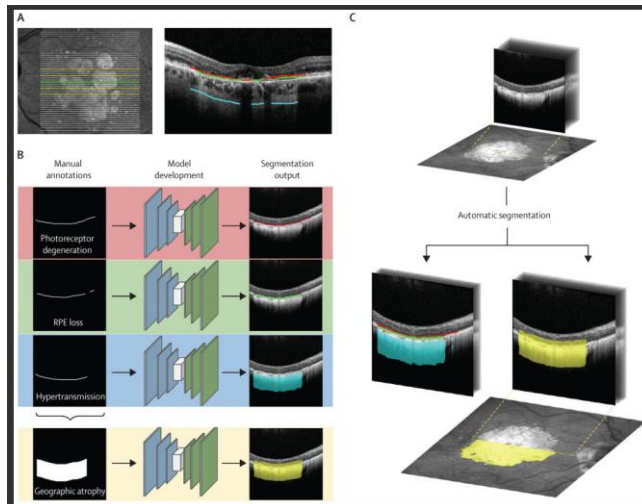 A
B
Manual
annotations
Model
development
Segmentation
output
Photoreceptor
degeneration
RPE loss
Hypertransmission
Geographic atrophy
C
Automatic segmentation